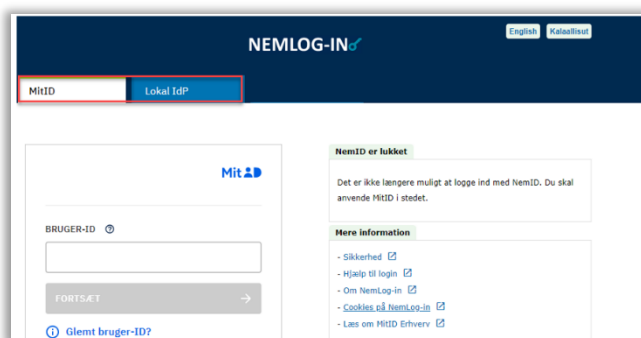 English Kalaallisut
NEMLOG-IN
MitID Lokal IdP
Mit
BRUGER-ID
FORTSÆT
Glemt bruger-ID?
NemID er lukket
Det er ikke længere muligt at logge ind med NemID. Du skal
anvende MitID i stedet.
Mere information
- Sikkerhed
- Hjælp til login
- Om NemLog-in
- Cookies på NemLog-in
- Læs om MitID Erhverv